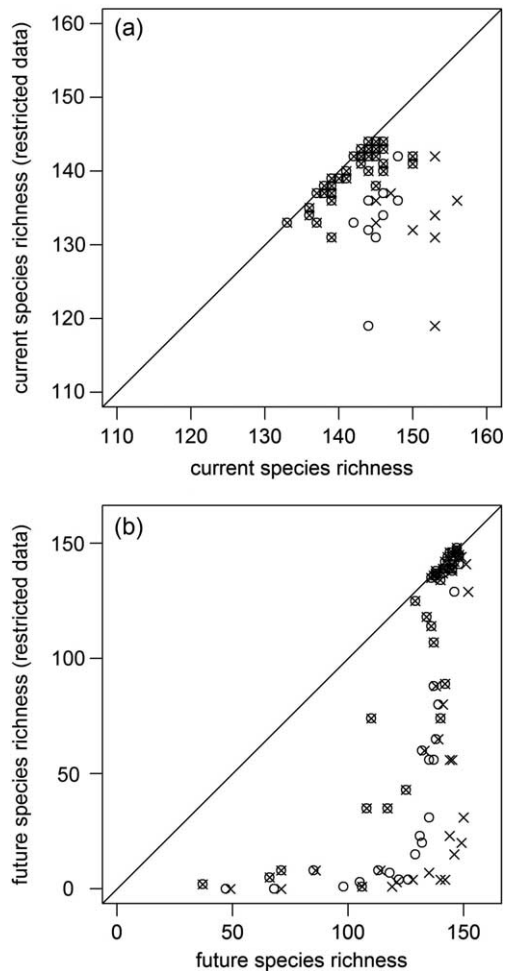 (a)
current species richness (restricted data)
160
150
140
130
120
110
110 120 130 140 150 160
current species richness
(b)
future species richness (restricted data)
150
100
50
0
0 50 100 150
future species richness